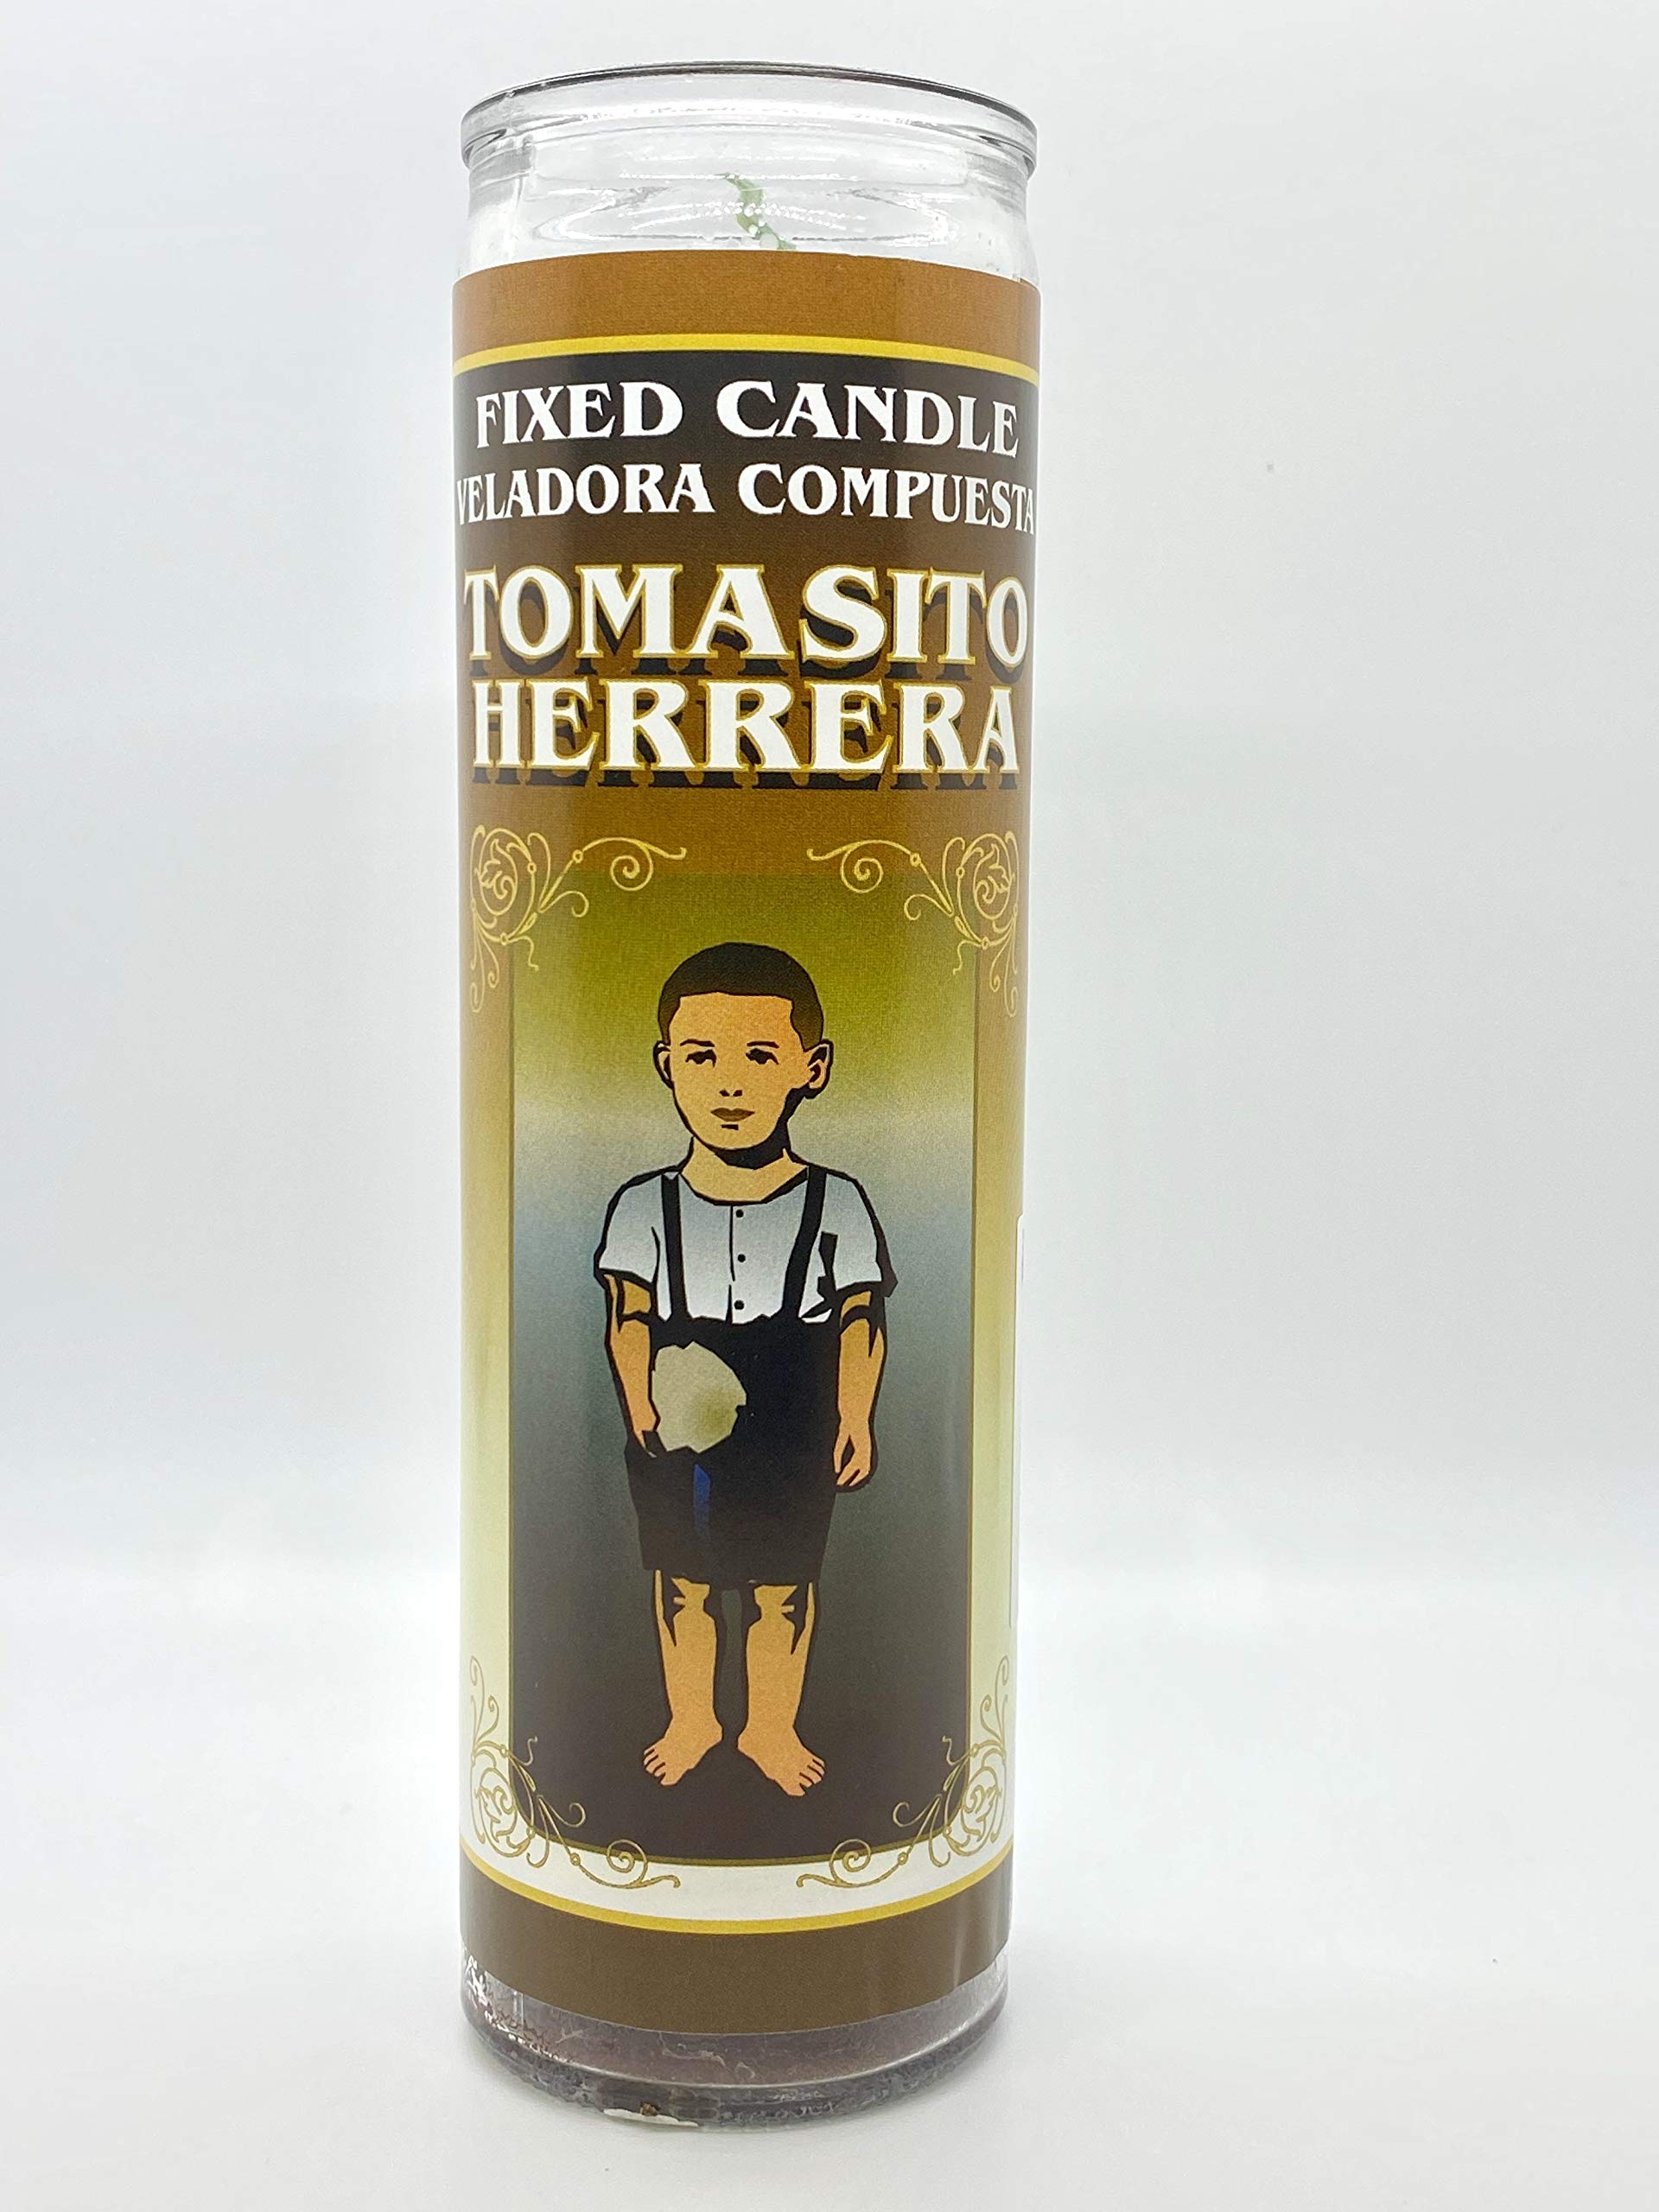 FIXED CANDLE
VELADORA COMPUESTA
TOMASITO
HERRERA